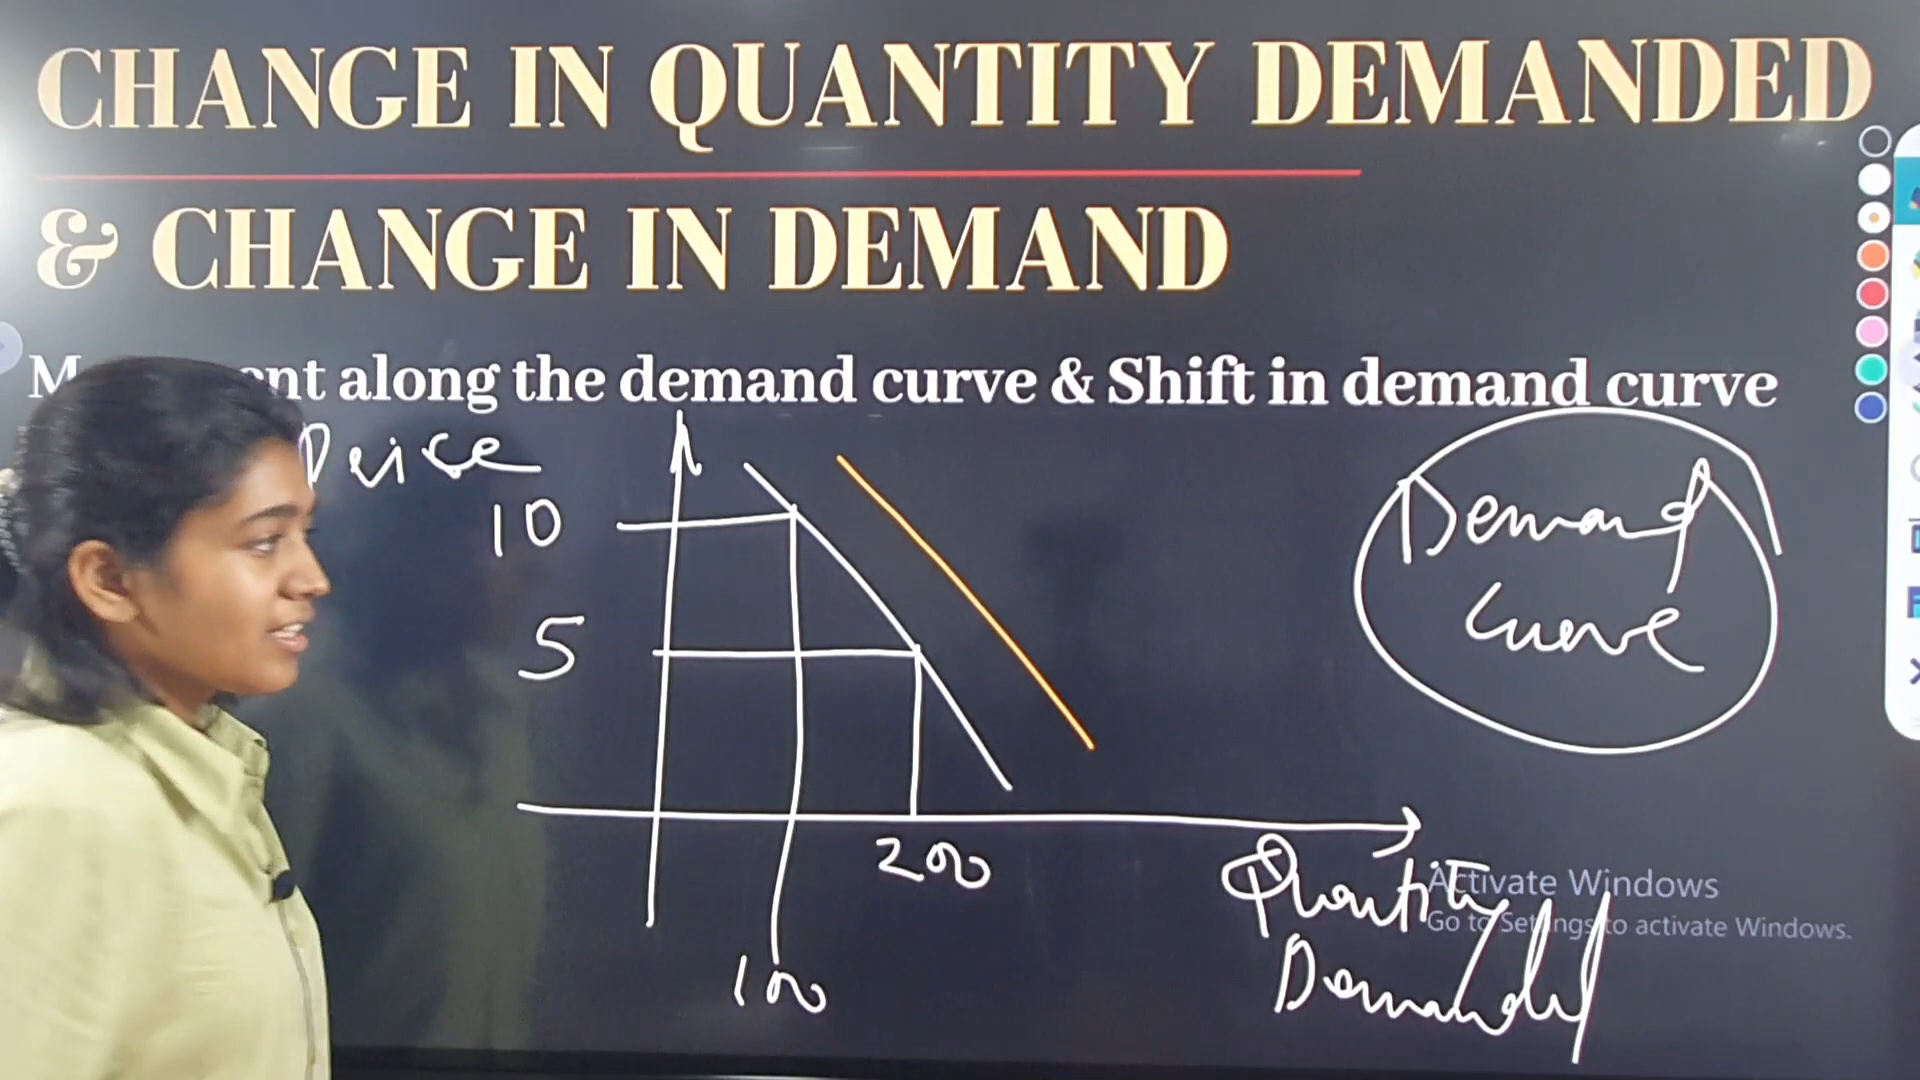 CHANGE IN QUANTITY DEMANDED
& CHANGE IN DEMAND
along the demand curve & Shift in demand curve
Price
10
5
Demand
Curve
200
100
Quantity
Demanded
Activate Windows
Go to Settings to activate Windows.